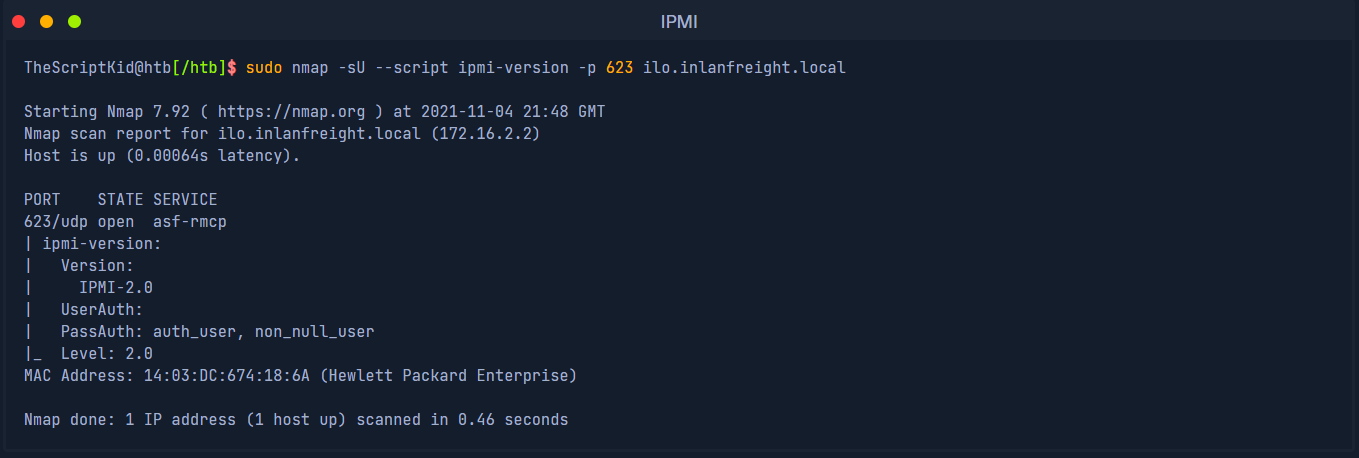 IPMI
TheScriptKid@htb[/htb]$ sudo nmap -sU --script ipmi-version -p 623 ilo.inlanfreight.local
Starting Nmap 7.92 ( https://nmap.org ) at 2021-11-04 21:48 GMT
Nmap scan report for ilo.inlanfreight.local (172.16.2.2)
Host is up (0.00064s latency).
PORT    STATE SERVICE
623/udp open  asf-rmcp
| ipmi-version:
|   Version:
|     IPMI-2.0
|   UserAuth:
|   PassAuth: auth_user, non_null_user
|_  Level: 2.0
MAC Address: 14:03:DC:674:18:6A (Hewlett Packard Enterprise)
Nmap done: 1 IP address (1 host up) scanned in 0.46 seconds